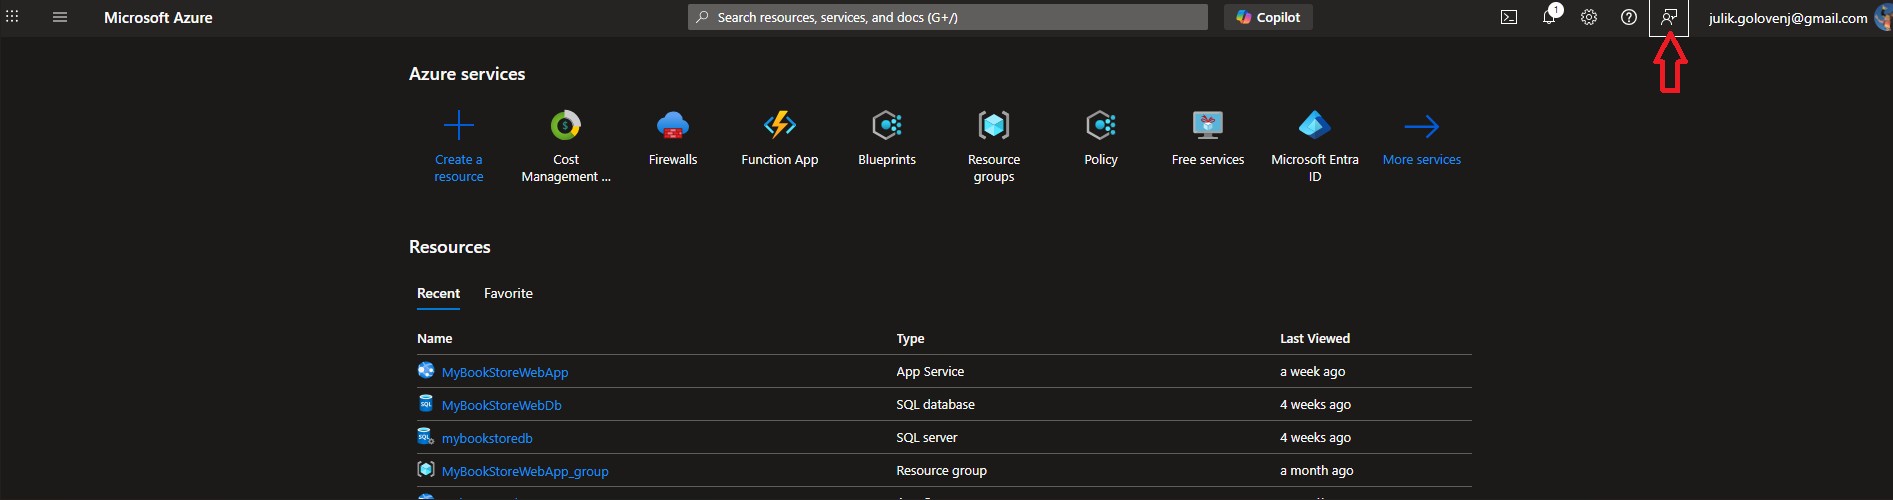 Microsoft Azure
Search resources, services, and docs (G+/)
Copilot
1
julik.golovenj@gmail.com
Azure services
Create a
resource
Cost
Management ...
Firewalls
Function App
Blueprints
Resource
groups
Policy
Free services
Microsoft Entra
ID
More services
Resources
Recent Favorite
Name Type Last Viewed
MyBookStoreWebApp App Service a week ago
SQL MyBookStoreWebDb SQL database 4 weeks ago
SQL mybookstoredb SQL server 4 weeks ago
MyBookStoreWebApp_group Resource group a month ago